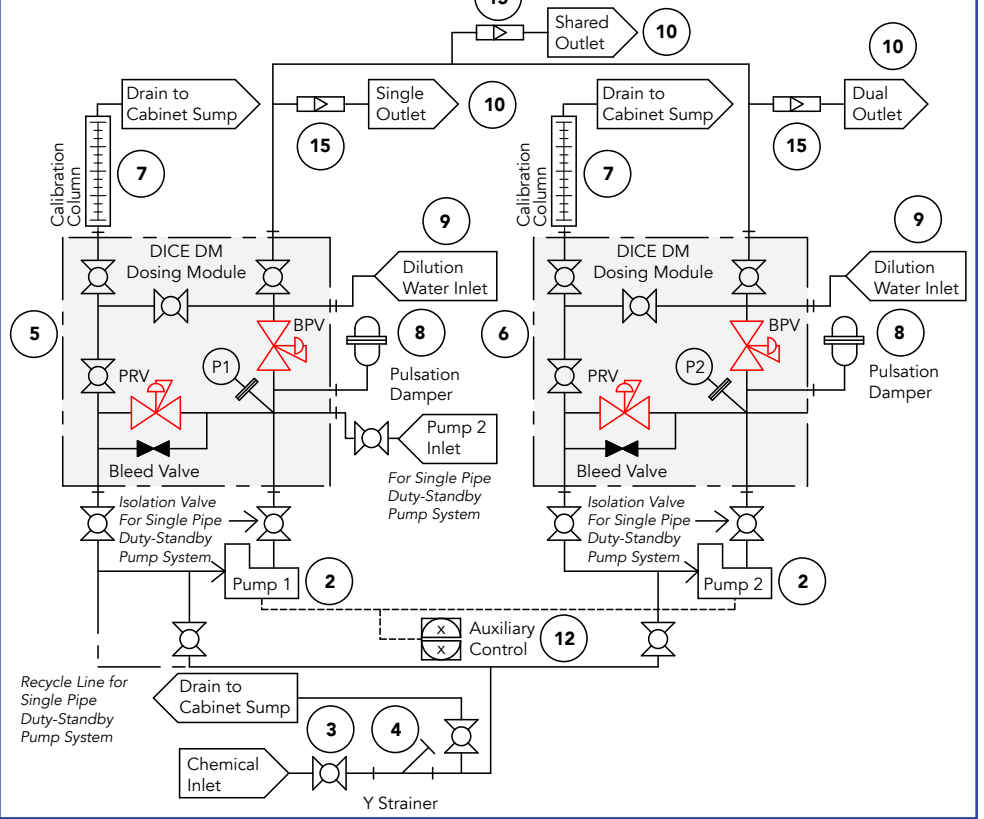 15
Shared
Outlet
10
10
Drain to
Cabinet Sump
Single
Outlet
10
Drain to
Cabinet Sump
Dual
Outlet
15
15
Calibration
Column
7
Calibration
Column
7
9
9
DICE DM
Dosing Module
Dilution
Water Inlet
DICE DM
Dosing Module
Dilution
Water Inlet
5
BPV
8
6
BPV
8
PRV
P1
Pulsation
Damper
PRV
P2
Pulsation
Damper
Pump 2
Inlet
Bleed Valve
Bleed Valve
For Single Pipe
Duty-Standby
Pump System
Isolation Valve
For Single Pipe
Duty-Standby
Pump System
Isolation Valve
For Single Pipe
Duty-Standby
Pump System
Pump 1
2
Pump 2
2
x
x
Auxiliary
Control
12
Recycle Line for
Single Pipe
Duty-Standby
Pump System
Drain to
Cabinet Sump
3
4
Chemical
Inlet
Y Strainer